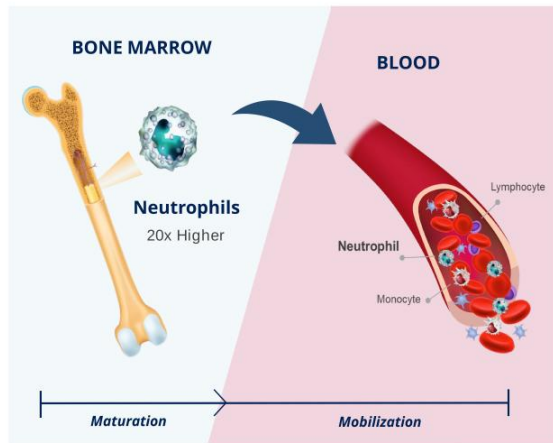 BONE MARROW
BLOOD
Neutrophils
20x Higher
Lymphocyte
Neutrophil
Monocyte
Maturation
Mobilization